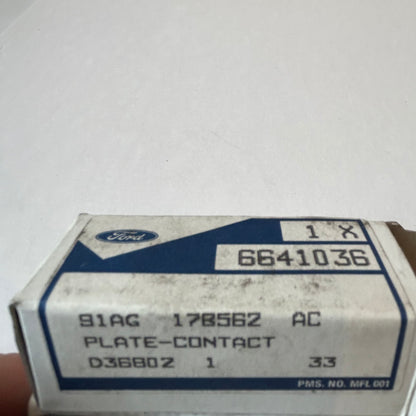 Ford
1 X
6641036
91AG 17B562 AC
PLATE-CONTACT
D36802 1 33
PMS. NO. MFL 001